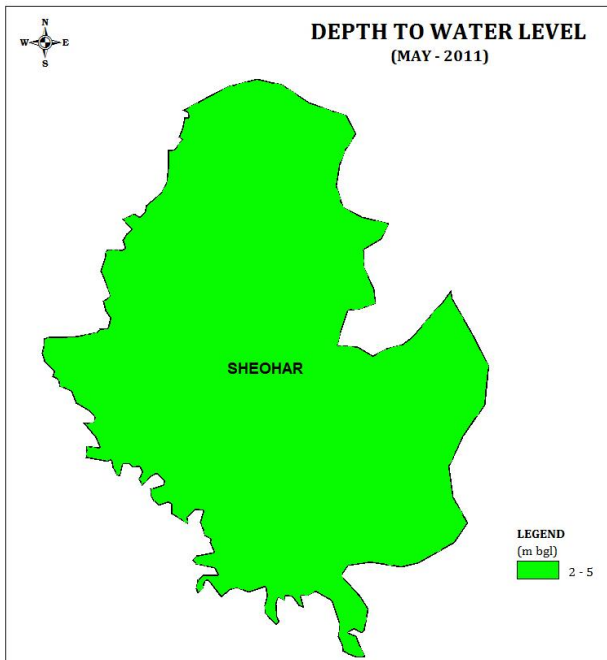 DEPTH TO WATER LEVEL
(MAY - 2011)
N
W E
S
SHEOHAR
LEGEND
(m bgl)
2 - 5